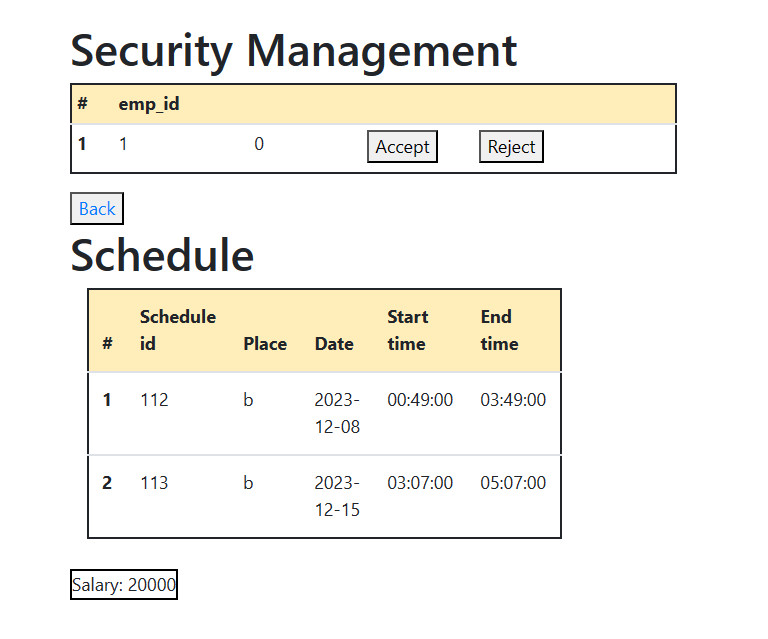 Security Management
# emp_id
1 1 0 Accept Reject
Back
Schedule
# Schedule id Place Date Start time End time
1 112 b 2023-12-08 00:49:00 03:49:00
2 113 b 2023-12-15 03:07:00 05:07:00
Salary: 20000